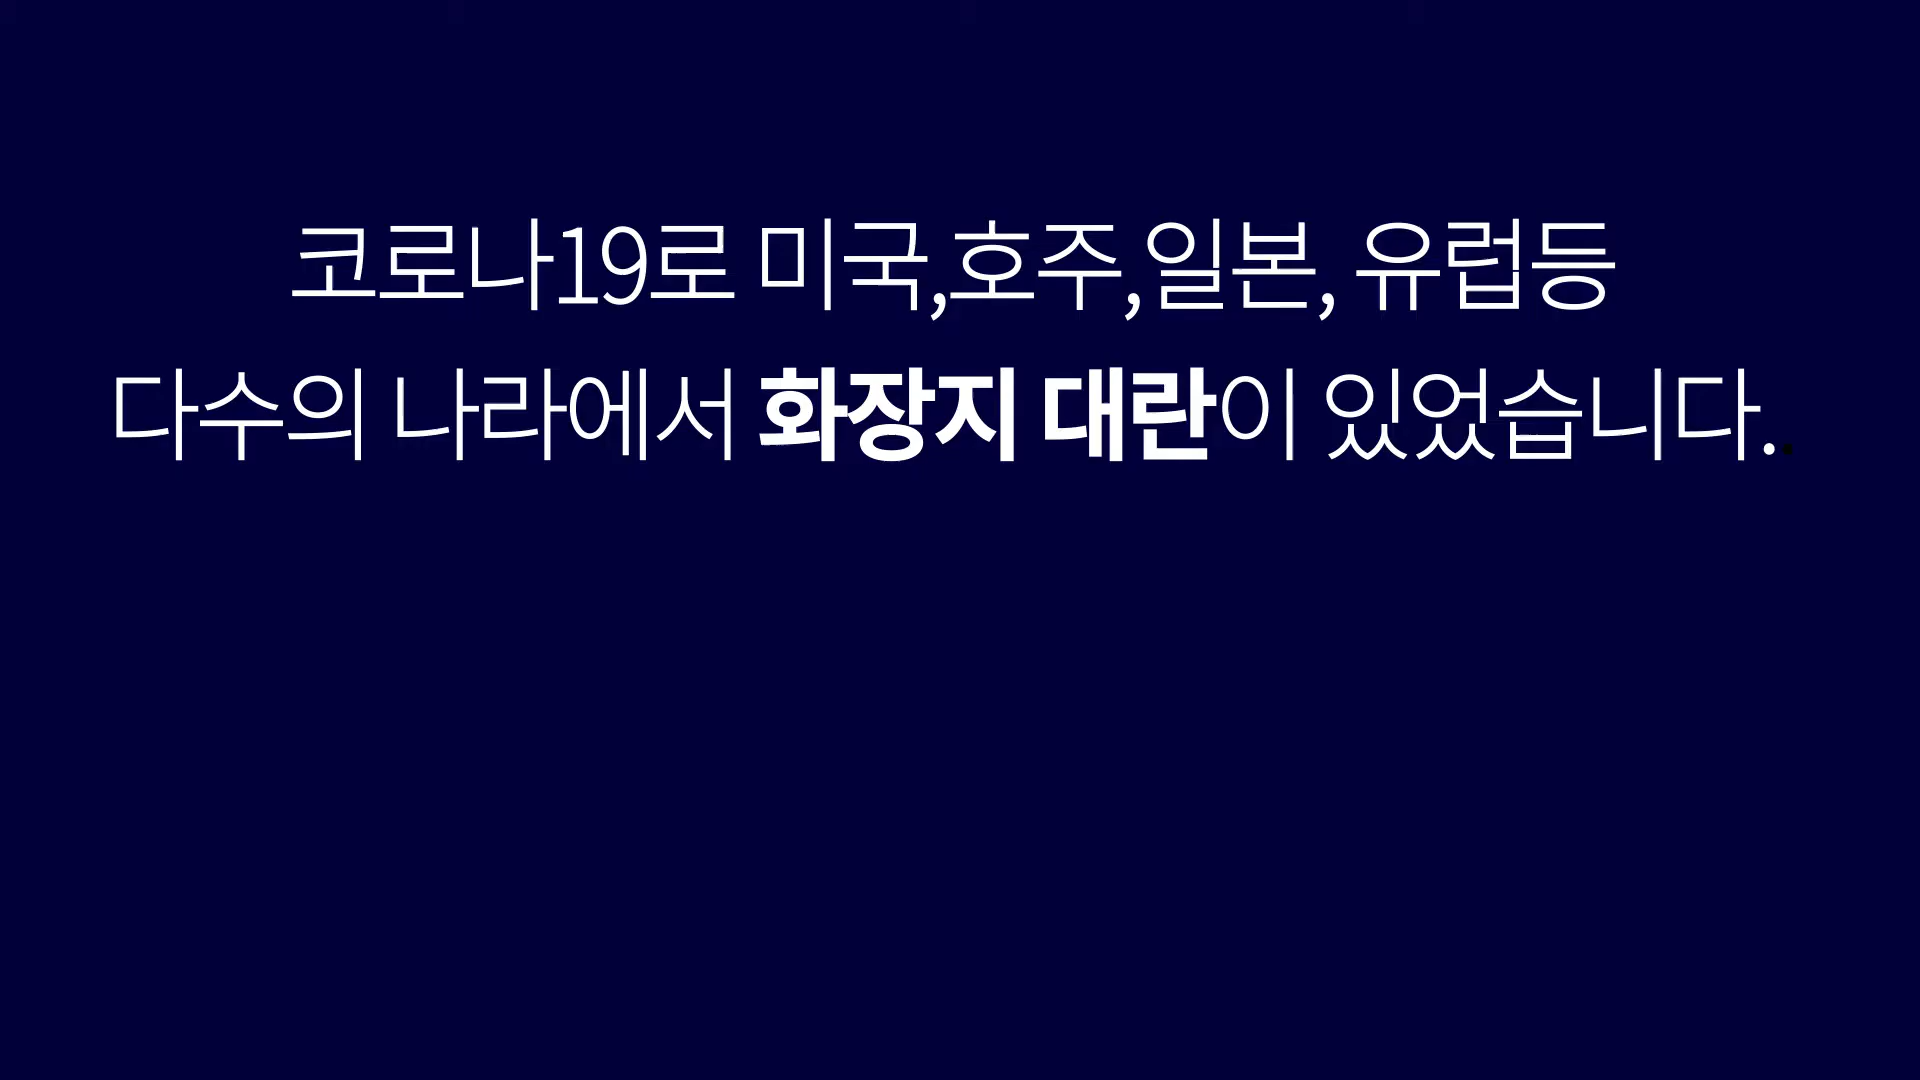 코로나19로 미국,호주,일본, 유럽등
다수의 나라에서 화장지 대란이 있었습니다..